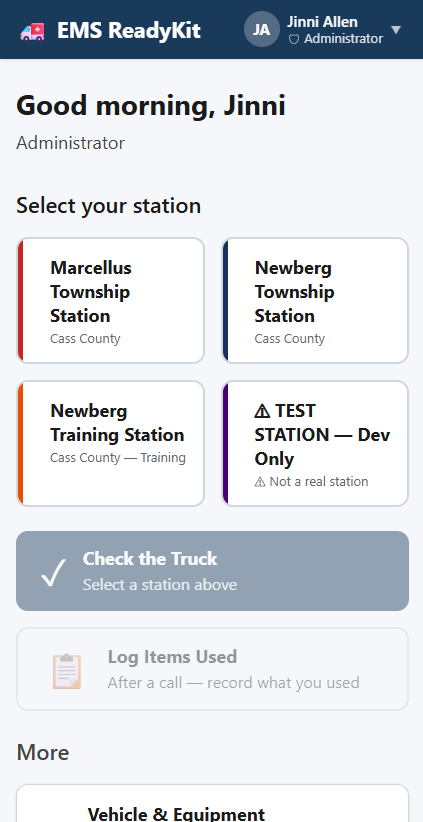 EMS ReadyKit
JA
Jinni Allen
Administrator
Good morning, Jinni
Administrator
Select your station
Marcellus
Township
Station
Cass County
Newberg
Township
Station
Cass County
Newberg
Training Station
Cass County — Training
⚠ TEST
STATION — Dev
Only
⚠ Not a real station
Check the Truck
Select a station above
Log Items Used
After a call — record what you used
More
Vehicle & Equipment